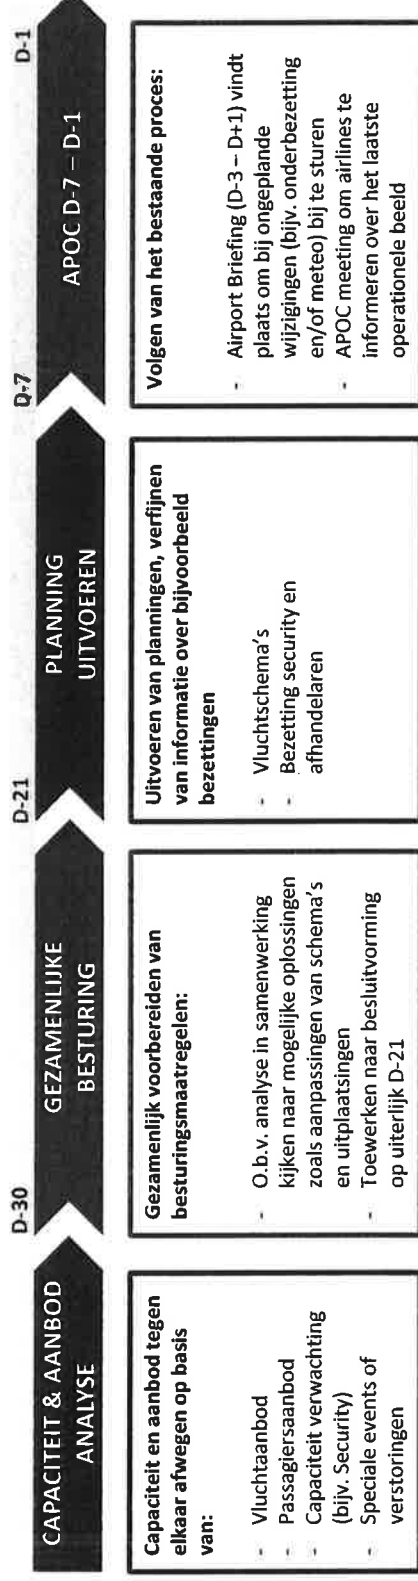 CAPACITEIT & AANBOD
ANALYSE
D-30
GEZAMENLIJKE
BESTURING
D-21
PLANNING
UITVOEREN
D-7
APOC D-7 – D-1
D-1
Capaciteit en aanbod tegen
elkaar afwegen op basis
van:
- Vluchtaanbod
- Passagiersaanbod
- Capaciteit verwachting
(bijv. Security)
- Speciale events of
verstoringen
Gezamenlijk voorbereiden van
besturingsmaatregelen:
- O.b.v. analyse in samenwerking
kijken naar mogelijke oplossingen
zoals aanpassingen van schema's
en uitplaatsingen
- Toewerken naar besluitvorming
op uiterlijk D-21
Uitvoeren van planningen, verfijnen
van informatie over bijvoorbeeld
bezettingen
- Vluchtschema's
- Bezetting security en
afhandelaren
Volgen van het bestaande proces:
- Airport Briefing (D-3 – D+1) vindt
plaats om bij ongeplande
wijzigingen (bijv. onderbezetting
en/of meteo) bij te sturen
- APOC meeting om airlines te
informeren over het laatste
operationele beeld